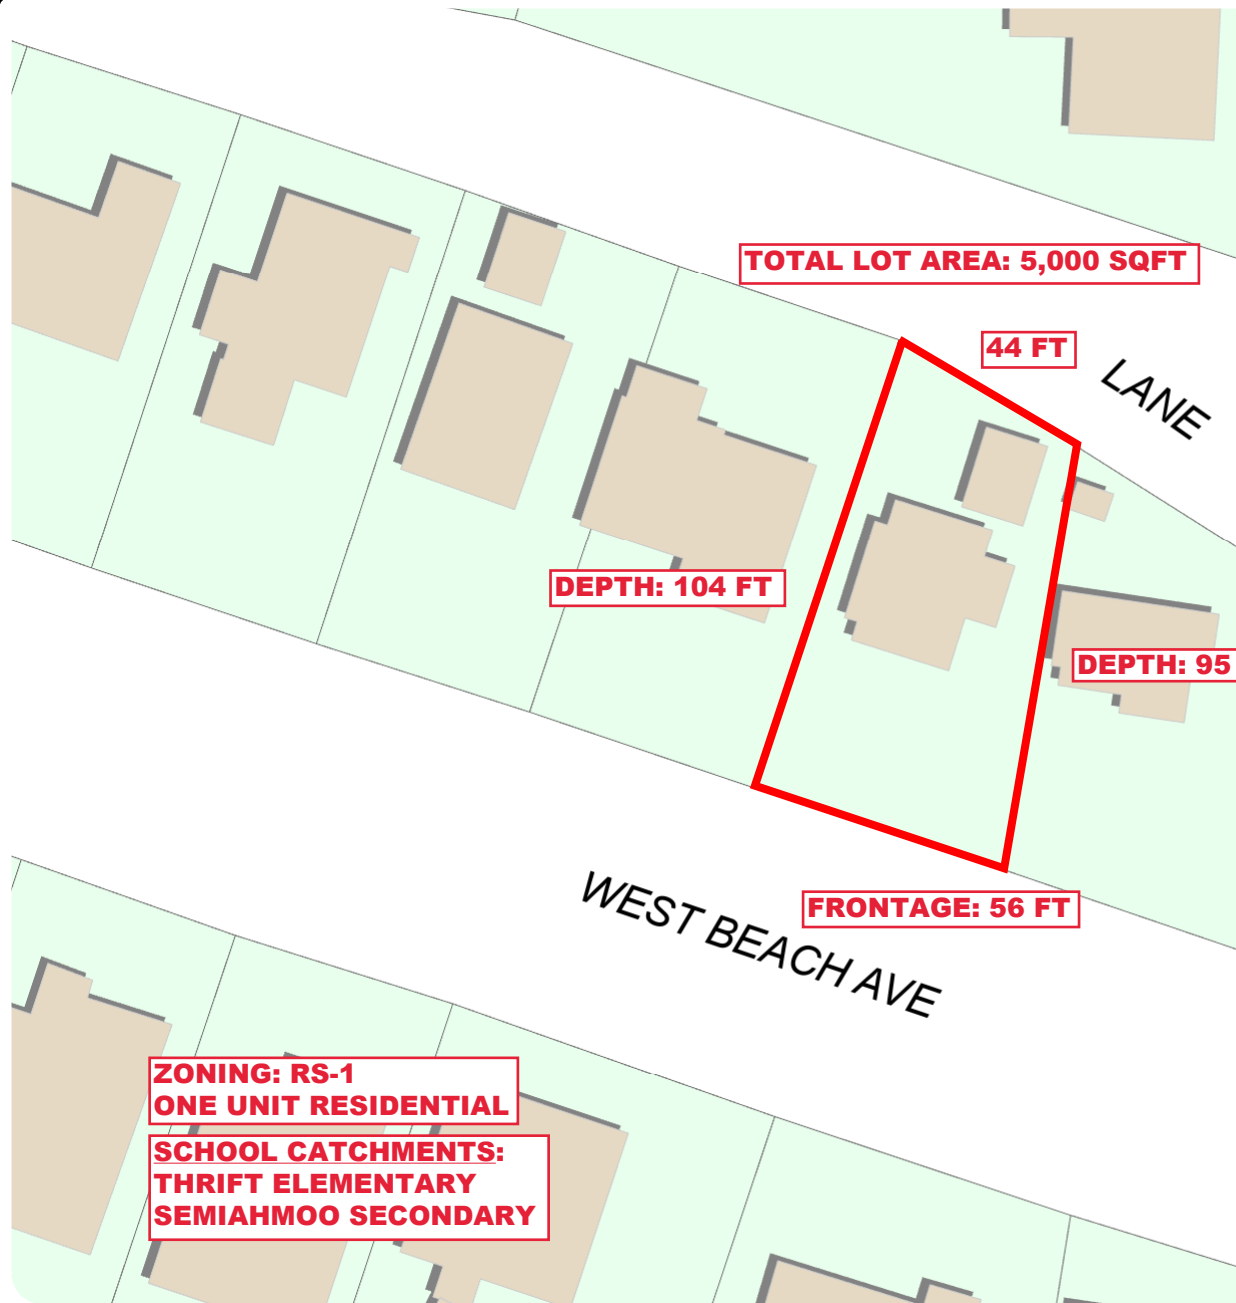 TOTAL LOT AREA: 5,000 SQFT
44 FT
LANE
DEPTH: 104 FT
DEPTH: 95
FRONTAGE: 56 FT
WEST BEACH AVE
ZONING: RS-1
ONE UNIT RESIDENTIAL
SCHOOL CATCHMENTS:
THRIFT ELEMENTARY
SEMIAHMOO SECONDARY